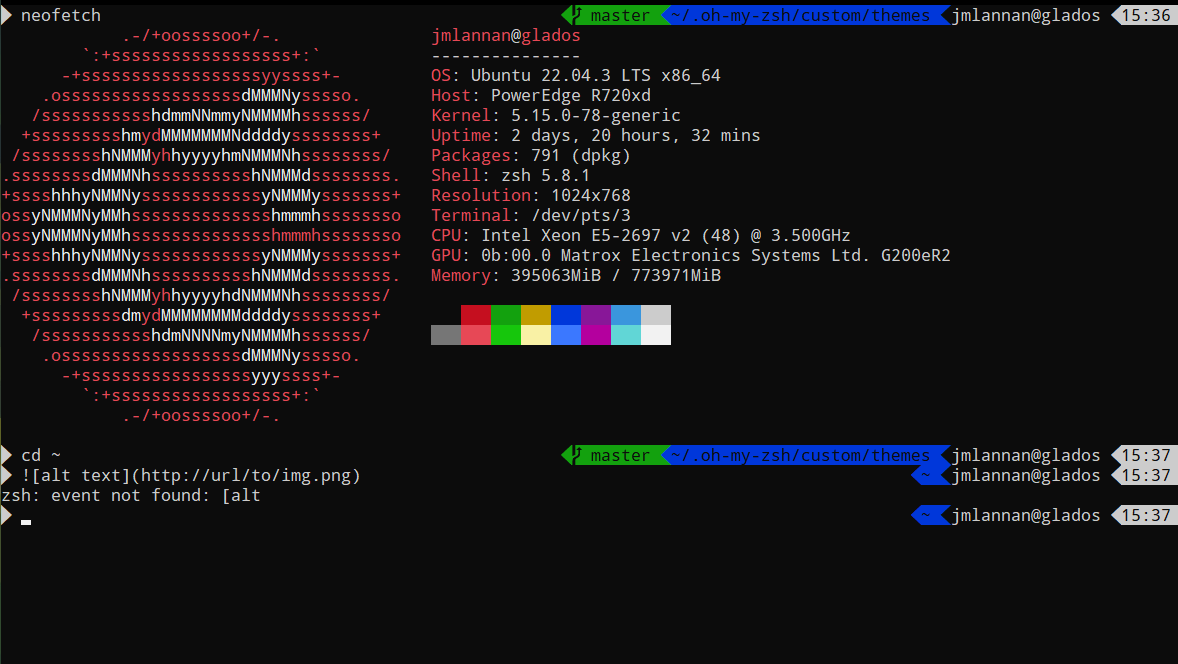 neofetch master ~/.oh-my-zsh/custom/themes jmlannan@glados 15:36
.-/+oossssoo+/-. jmlannan@glados
`:+ssssssssssssssssss+:` ---------------
-+ssssssssssssssssssyyssss+- OS: Ubuntu 22.04.3 LTS x86_64
.ossssssssssssssssssdMMMNysssso. Host: PowerEdge R720xd
/ssssssssssshdmmNNmmyNMMMMhssssss/ Kernel: 5.15.0-78-generic
+ssssssssshmydMMMMMMMNddddyssssssss+ Uptime: 2 days, 20 hours, 32 mins
/sssssssshNMMMyhhyyyyhmNMMMNhssssssss/ Packages: 791 (dpkg)
.ssssssssdMMMNhsssssssssshNMMMdssssssss. Shell: zsh 5.8.1
+sssshhhyNMMNyssssssssssssyNMMMysssssss+ Resolution: 1024x768
ossyNMMMNyMMhsssssssssssssshmmmhssssssso Terminal: /dev/pts/3
ossyNMMMNyMMhsssssssssssssshmmmhssssssso CPU: Intel Xeon E5-2697 v2 (48) @ 3.500GHz
+sssshhhyNMMNyssssssssssssyNMMMysssssss+ GPU: 0b:00.0 Matrox Electronics Systems Ltd. G200eR2
.ssssssssdMMMNhsssssssssshNMMMdssssssss. Memory: 395063MiB / 773971MiB
/sssssssshNMMMyhhyyyyhdNMMMNhssssssss/
+sssssssssdmydMMMMMMMMddddyssssssss+
/ssssssssssshdmNNNNmyNMMMMhssssss/
.ossssssssssssssssssdMMMNysssso.
-+sssssssssssssssssyyyssss+-
`:+ssssssssssssssssss+:`
.-/+oossssoo+/-.
cd ~ master ~/.oh-my-zsh/custom/themes jmlannan@glados 15:37
![alt text](http://url/to/img.png) ~ jmlannan@glados 15:37
zsh: event not found: [alt
~ jmlannan@glados 15:37